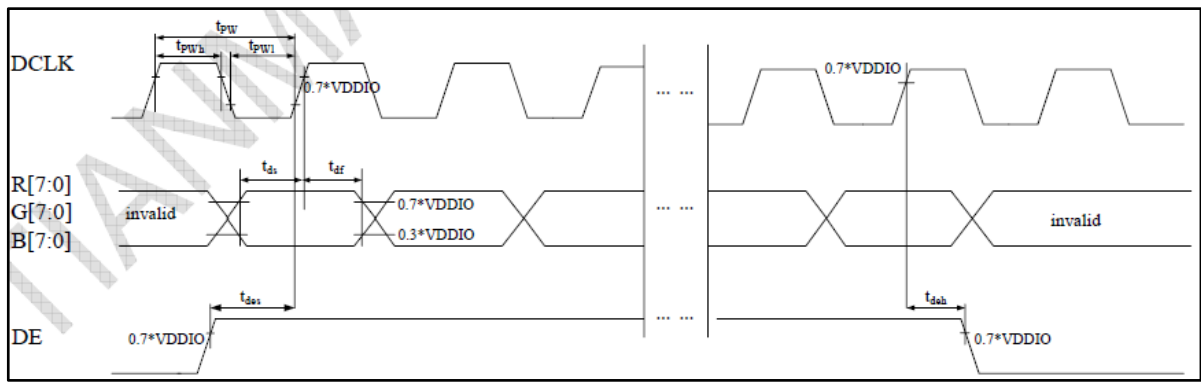 tPW
tPWh tPWl
DCLK
0.7*VDDIO
0.7*VDDIO
... ...
tds tdf
R[7:0]
G[7:0] invalid 0.7*VDDIO ... ... invalid
B[7:0] 0.3*VDDIO
tdes tdeh
... ...
DE 0.7*VDDIO 0.7*VDDIO
TIANMA